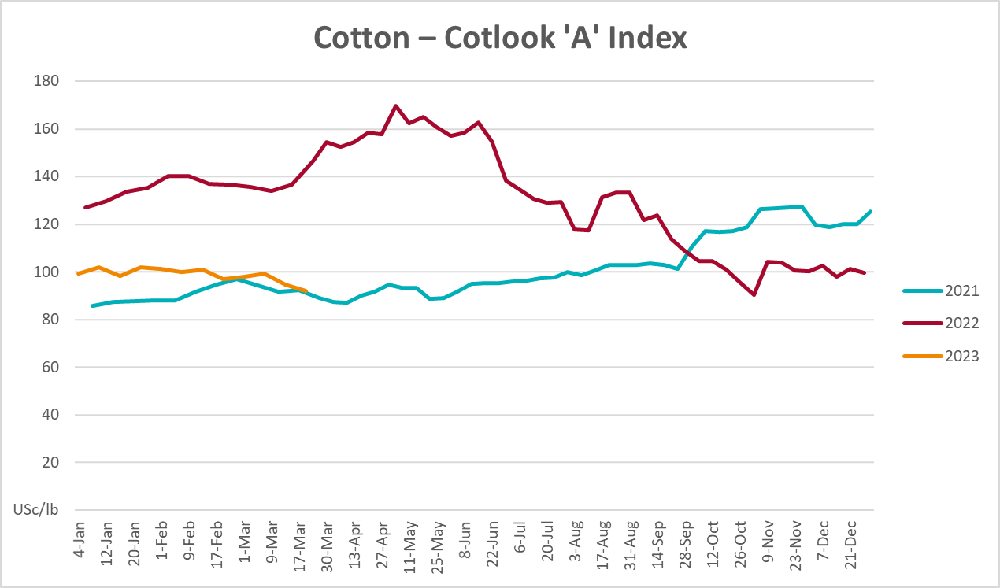 Cotton – Cotlook 'A' Index
180
160
140
120
100
80
60
40
20
USc/lb
4-Jan
12-Jan
20-Jan
1-Feb
9-Feb
17-Feb
1-Mar
9-Mar
17-Mar
30-Mar
13-Apr
27-Apr
11-May
25-May
8-Jun
22-Jun
6-Jul
20-Jul
3-Aug
17-Aug
31-Aug
14-Sep
28-Sep
12-Oct
26-Oct
9-Nov
23-Nov
7-Dec
21-Dec
2021
2022
2023